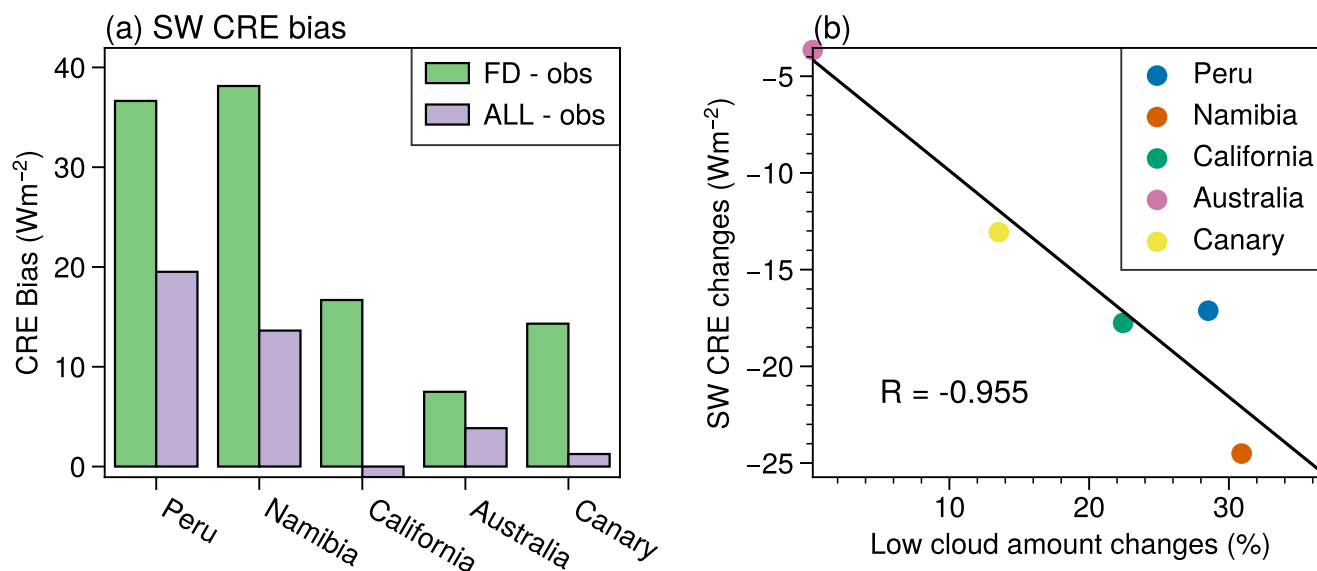 (a) SW CRE bias
CRE Bias (Wm⁻²)
40
30
20
10
0
FD - obs
ALL - obs
Peru
Namibia
California
Australia
Canary
(b)
SW CRE changes (Wm⁻²)
−5
−10
−15
−20
−25
Peru
Namibia
California
Australia
Canary
R = -0.955
10
20
30
Low cloud amount changes (%)